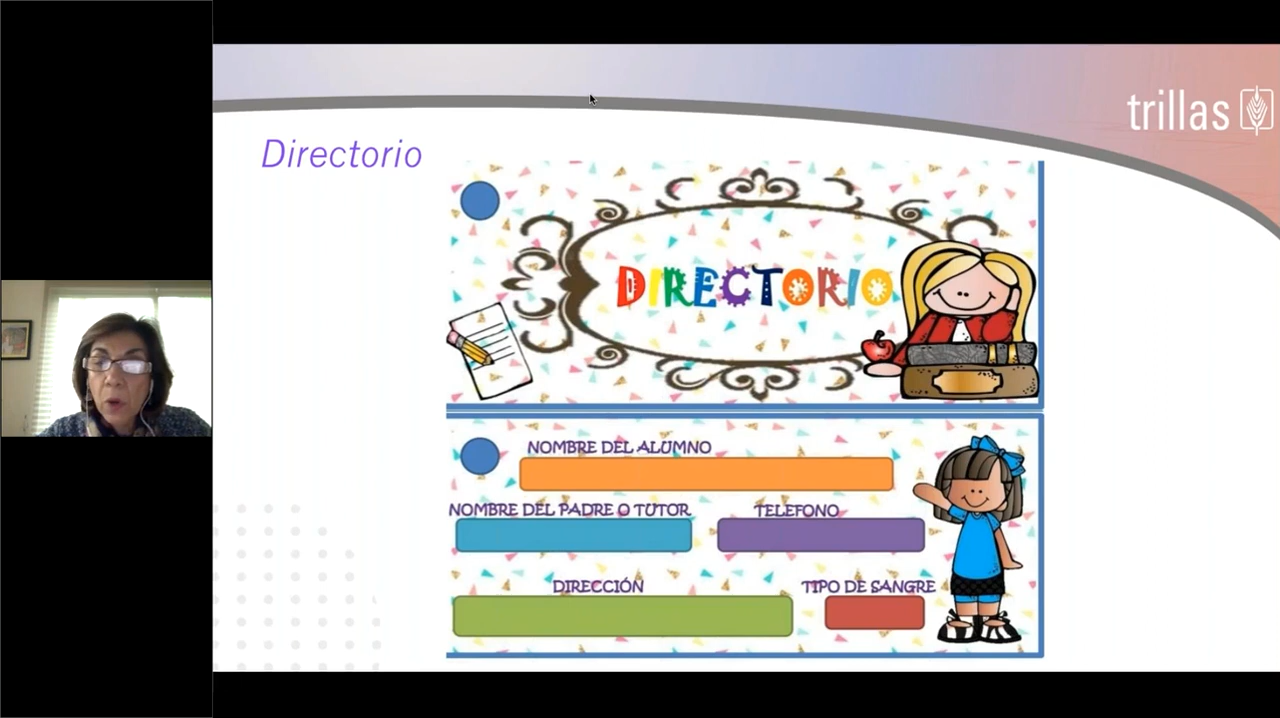 trillas
Directorio
DIRECTORIO
NOMBRE DEL ALUMNO
NOMBRE DEL PADRE O TUTOR TELEFONO
DIRECCIÓN TIPO DE SANGRE